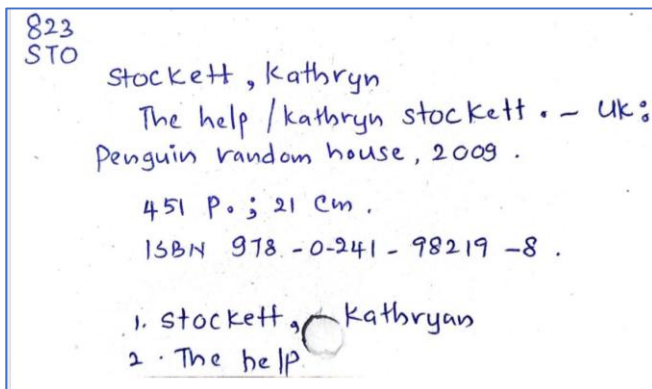 823
STO
Stockett, Kathryn
The help / kathryn stockett. - UK:
Penguin random house, 2009.
451 P.; 21 Cm.
ISBN 978-0-241-98219-8.
1. stockett, Kathryan
2. The help